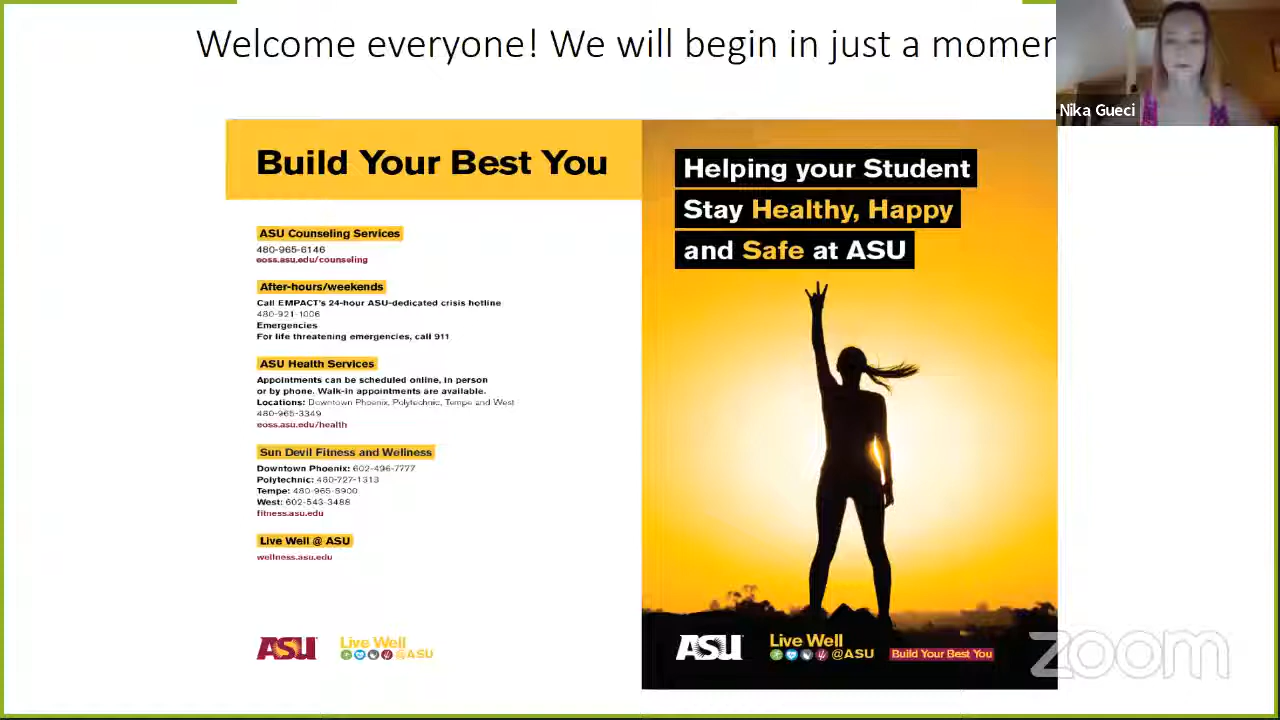 Welcome everyone! We will begin in just a momen
Nika Gueci
Build Your Best You
ASU Counseling Services
480-965-6146
eoss.asu.edu/counseling
After-hours/weekends
Call EMPACT's 24-hour ASU-dedicated crisis hotline
480-921-1006
Emergencies
For life threatening emergencies, call 911
ASU Health Services
Appointments can be scheduled online, in person
or by phone. Walk-in appointments are available.
Locations: Downtown Phoenix, Polytechnic, Tempe and West
480-965-3349
eoss.asu.edu/health
Sun Devil Fitness and Wellness
Downtown Phoenix: 602-496-7777
Polytechnic: 480-727-1313
Tempe: 480-965-8900
West: 602-543-3488
fitness.asu.edu
Live Well @ ASU
wellness.asu.edu
ASU
Live Well
@ASU
Helping your Student
Stay Healthy, Happy
and Safe at ASU
ASU
Live Well
@ASU
Build Your Best You
zoom